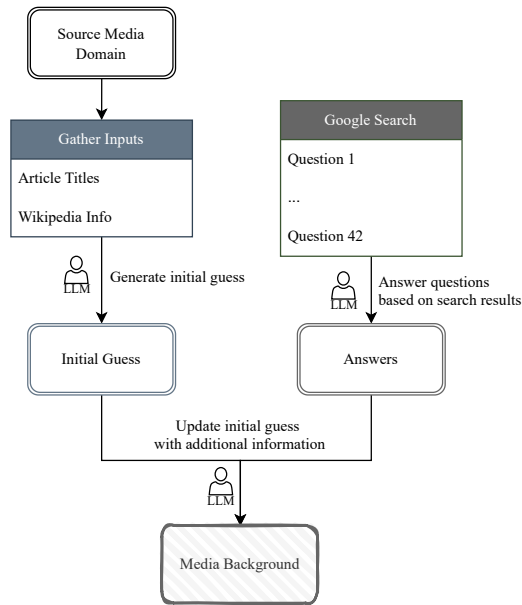 Source Media
Domain
Gather Inputs
Article Titles
Wikipedia Info
Google Search
Question 1
...
Question 42
LLM
Generate initial guess
LLM
Answer questions
based on search results
Initial Guess
Answers
Update initial guess
with additional information
LLM
Media Background